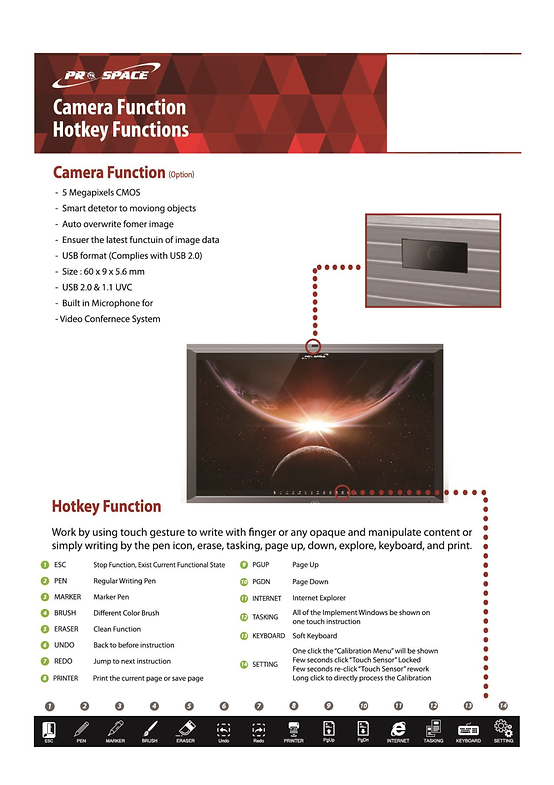 PRO SPACE
Camera Function
Hotkey Functions
Camera Function (Option)
- 5 Megapixels CMOS
- Smart detetor to moviong objects
- Auto overwrite fomer image
- Ensuer the latest functuin of image data
- USB format (Complies with USB 2.0)
- Size : 60 x 9 x 5.6 mm
- USB 2.0 & 1.1 UVC
- Built in Microphone for
- Video Confernece System
PRO SPACE
Hotkey Function
Work by using touch gesture to write with finger or any opaque and manipulate content or
simply writing by the pen icon, erase, tasking, page up, down, explore, keyboard, and print.
1 ESC Stop Function, Exist Current Functional State
2 PEN Regular Writing Pen
3 MARKER Marker Pen
4 BRUSH Different Color Brush
5 ERASER Clean Function
6 UNDO Back to before instruction
7 REDO Jump to next instruction
8 PRINTER Print the current page or save page
9 PGUP Page Up
10 PGDN Page Down
11 INTERNET Internet Explorer
12 TASKING All of the Implement Windows be shown on
one touch instruction
13 KEYBOARD Soft Keyboard
14 SETTING One click the "Calibration Menu" will be shown
Few seconds click "Touch Sensor" Locked
Few seconds re-click "Touch Sensor" rework
Long click to directly process the Calibration
1 2 3 4 5 6 7 8 9 10 11 12 13 14
ESC PEN MARKER BRUSH ERASER Undo Redo PRINTER PgUp PgDn INTERNET TASKING KEYBOARD SETTING